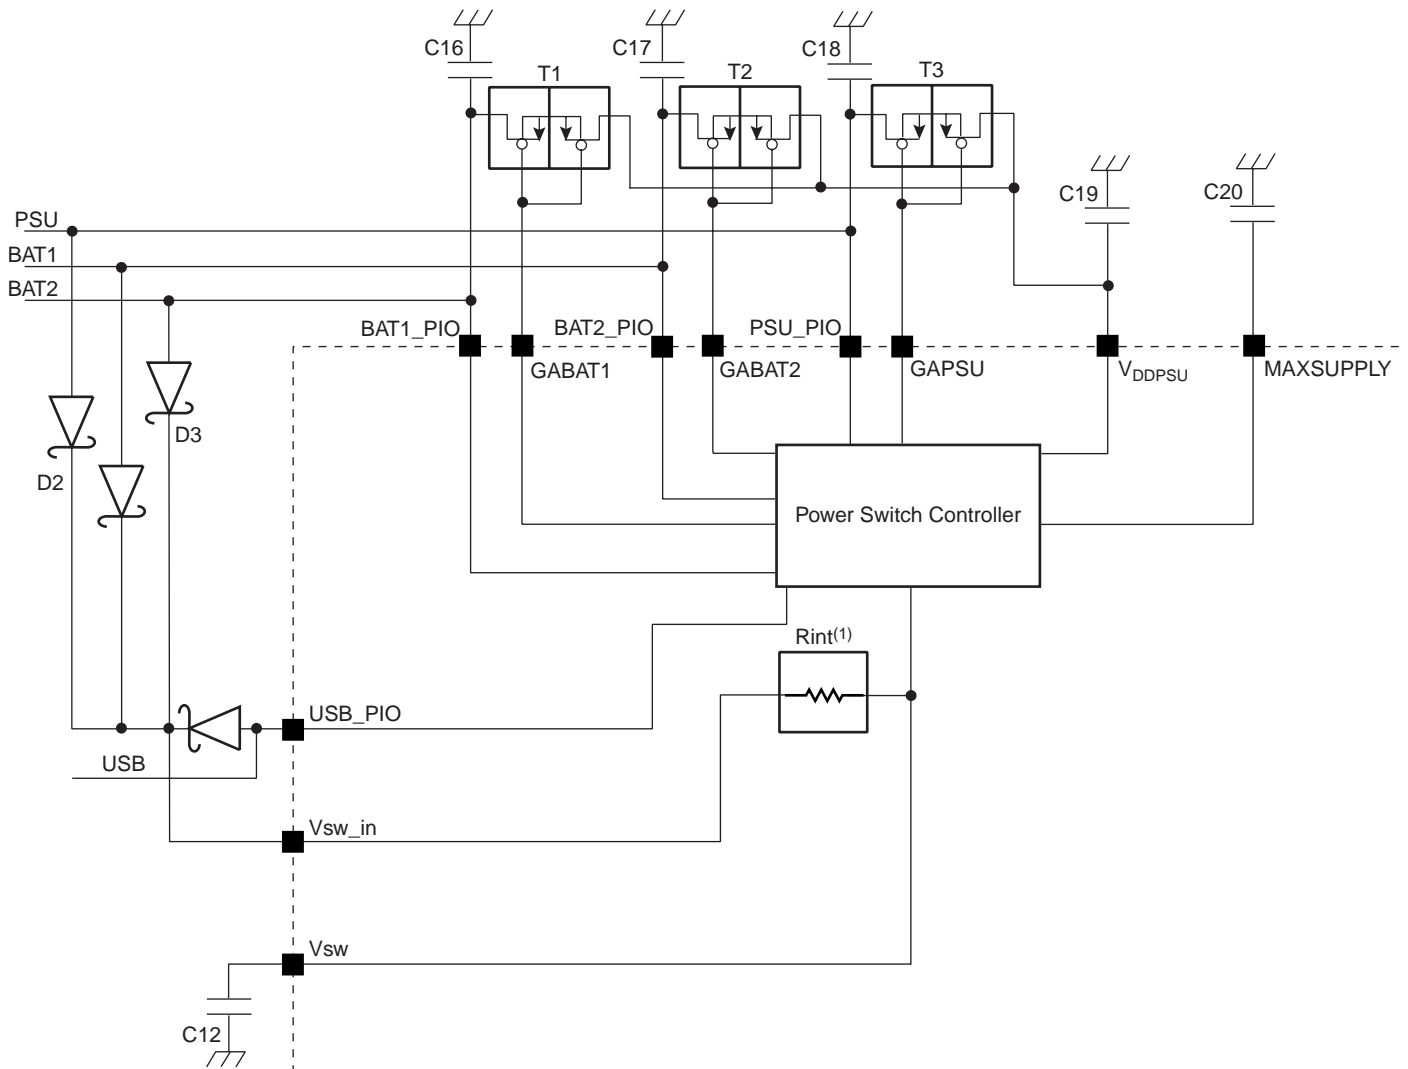 C16
C17
C18
T1
T2
T3
C19
C20
PSU
BAT1
BAT2
BAT1_PIO
BAT2_PIO
PSU_PIO
GABAT1
GABAT2
GAPSU
VDDPSU
MAXSUPPLY
D3
D2
Power Switch Controller
Rint(1)
USB_PIO
USB
Vsw_in
Vsw
C12